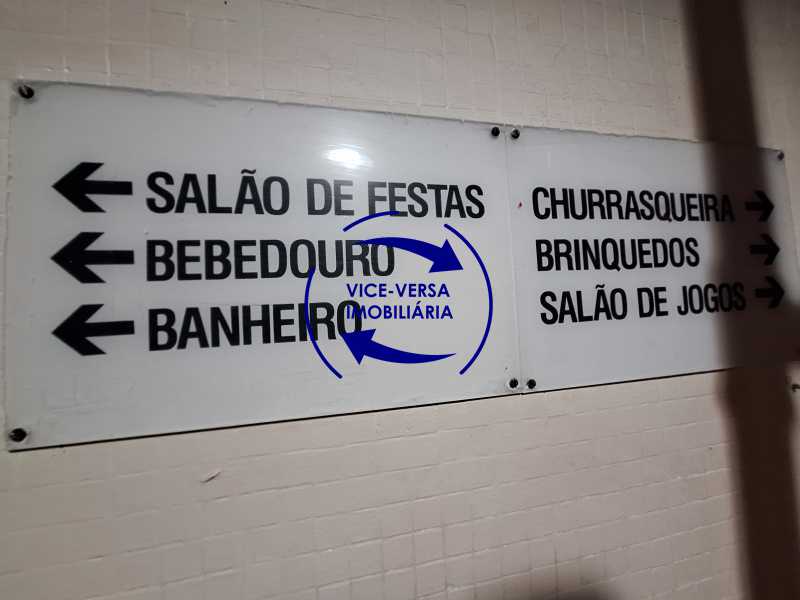 SALÃO DE FESTAS
BEBEDOURO
BANHEIRO
CHURRASQUEIRA
BRINQUEDOS
SALÃO DE JOGOS
VICE-VERSA
IMOBILIÁRIA